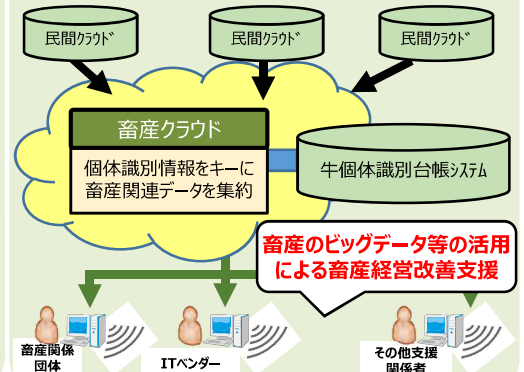 民間ｸﾗｳﾄﾞ
民間ｸﾗｳﾄﾞ
民間ｸﾗｳﾄﾞ
畜産クラウド
個体識別情報をキーに
畜産関連データを集約
牛個体識別台帳ｼｽﾃﾑ
畜産のビッグデータ等の活用
による畜産経営改善支援
畜産関係
団体
ITベンダー
その他支援
関係者